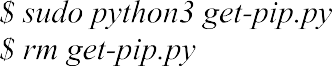 $ sudo python3 get-pip.py
$ rm get-pip.py